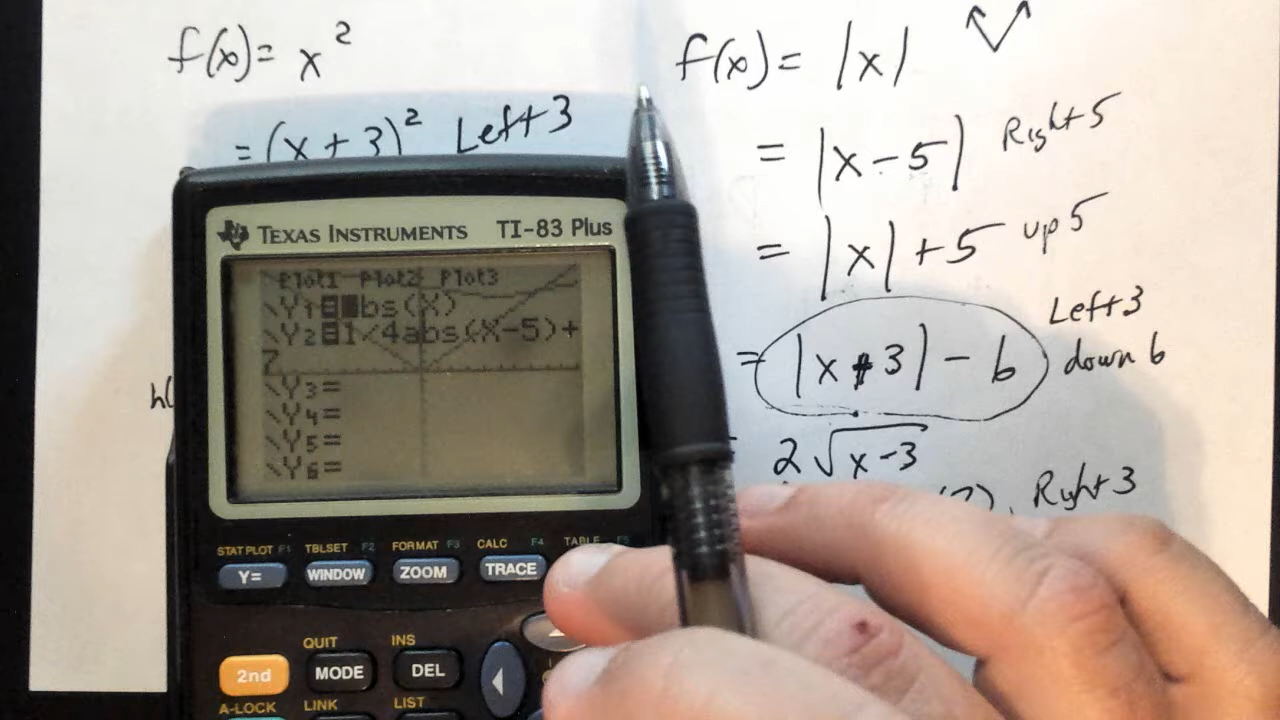 f(x) = x²
= (x + 3)² Left 3
h(
f(x) = |x|
= |x - 5| Right 5
= |x| + 5 up 5
= |x + 3| - 6 Left 3 down 6
2√x-3
Right 3
TEXAS INSTRUMENTS TI-83 Plus
Plot1 Plot2 Plot3
\Y1=abs(X)
\Y2=1/4abs(X-5)+
7
\Y3=
\Y4=
\Y5=
\Y6=
STAT PLOT F1 TBLSET F2 FORMAT F3 CALC F4 TABLE F5
Y= WINDOW ZOOM TRACE
QUIT INS
2nd MODE DEL
A-LOCK LINK LIST